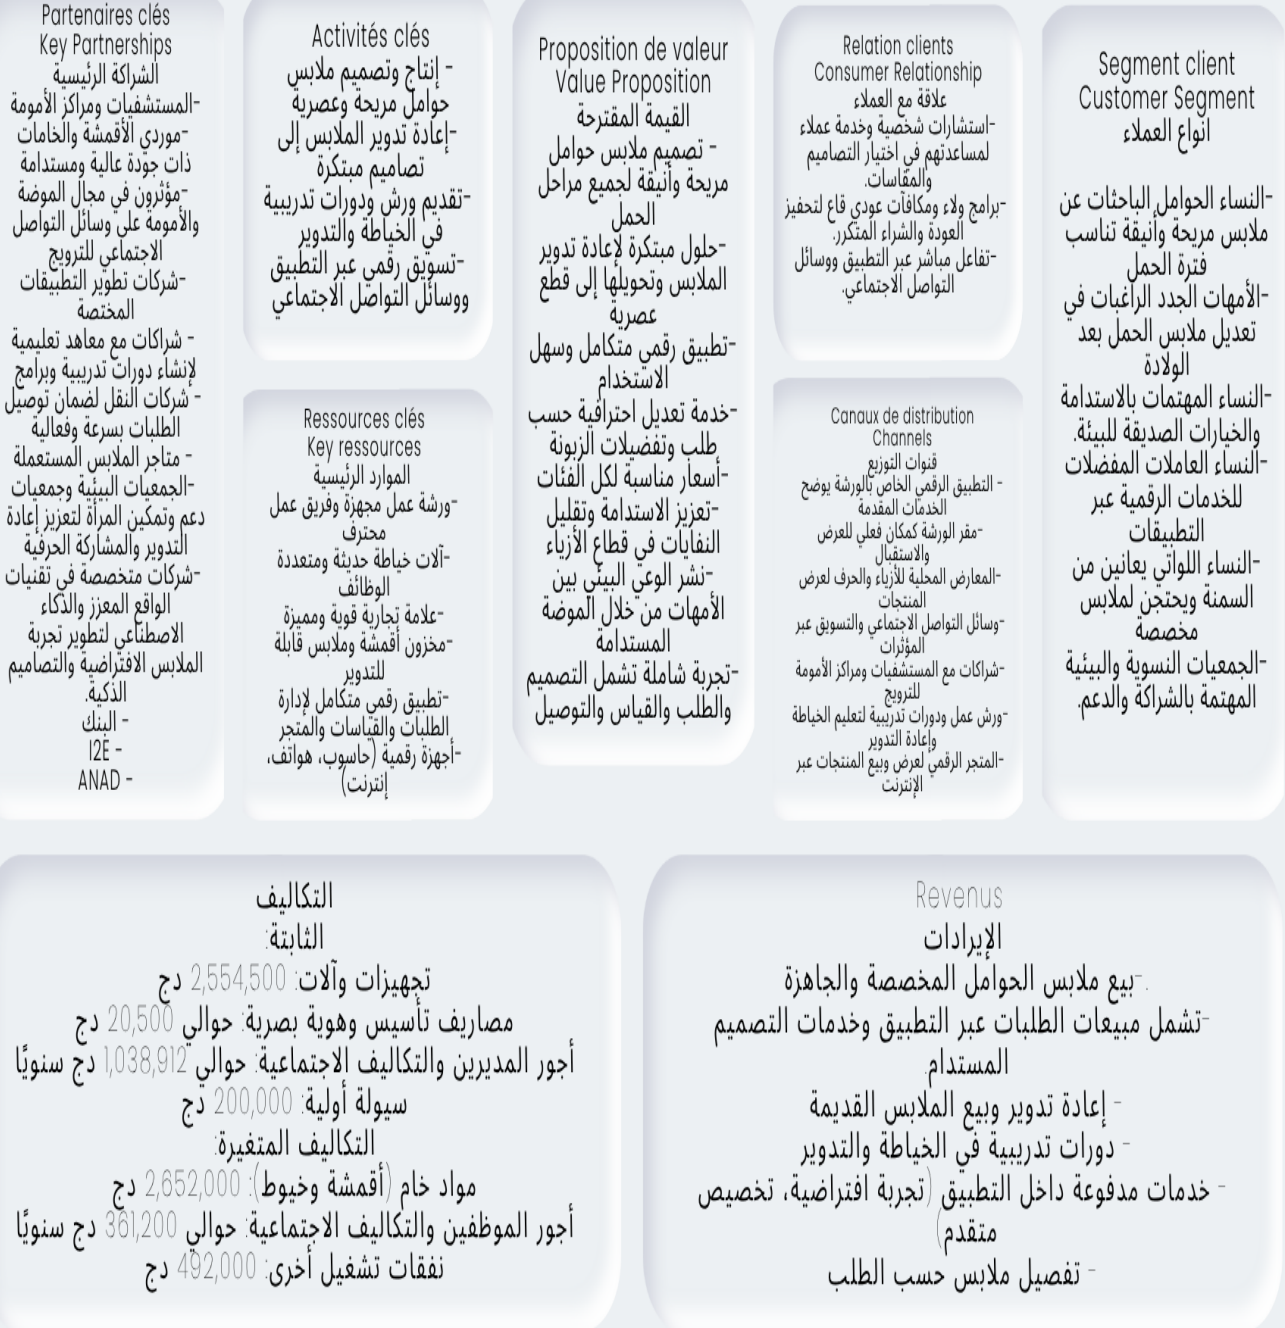 Partenaires clés
Key Partnerships
الشراكة الرئيسية
-المستشفيات ومراكز الأمومة
-موردي الأقمشة والخامات
ذات جودة عالية ومستدامة
-مؤثرون في مجال الموضة
والأمومة على وسائل التواصل
الاجتماعي للترويج
-شركات تطوير التطبيقات
المختصة
- شراكات مع معاهد تعليمية
لإنشاء دورات تدريبية وبرامج
- شركات النقل لضمان توصيل
الطلبات بسرعة وفعالية
- متاجر الملابس المستعملة
-الجمعيات البيئية وجمعيات
دعم وتمكين المرأة لتعزيز إعادة
التدوير والمشاركة الحرفية
-شركات متخصصة في تقنيات
الواقع المعزز والذكاء
الاصطناعي لتطوير تجربة
الملابس الافتراضية والتصاميم
الذكية.
- البنك
- I2E
- ANAD
Activités clés
- إنتاج وتصميم ملابس
حوامل مريحة وعصرية
-إعادة تدوير الملابس إلى
تصاميم مبتكرة
-تقديم ورش ودورات تدريبية
في الخياطة والتدوير
-تسويق رقمي عبر التطبيق
ووسائل التواصل الاجتماعي
Ressources clés
Key ressources
الموارد الرئيسية
-ورشة عمل مجهزة وفريق عمل
محترف
-آلات خياطة حديثة ومتعددة
الوظائف
-علامة تجارية قوية ومميزة
-مخزون أقمشة وملابس قابلة
للتدوير
-تطبيق رقمي متكامل لإدارة
الطلبات والقياسات والمتجر
-أجهزة رقمية (حاسوب، هواتف،
إنترنت)
Proposition de valeur
Value Proposition
القيمة المقترحة
- تصميم ملابس حوامل
مريحة وأنيقة لجميع مراحل
الحمل
-حلول مبتكرة لإعادة تدوير
الملابس وتحويلها إلى قطع
عصرية
-تطبيق رقمي متكامل وسهل
الاستخدام
-خدمة تعديل احترافية حسب
طلب وتفضيلات الزبونة
-أسعار مناسبة لكل الفئات
-تعزيز الاستدامة وتقليل
النفايات في قطاع الأزياء
-نشر الوعي البيئي بين
الأمهات من خلال الموضة
المستدامة
-تجربة شاملة تشمل التصميم
والطلب والقياس والتوصيل
Relation clients
Consumer Relationship
علاقة مع العملاء
-استشارات شخصية وخدمة عملاء
لمساعدتهم في اختيار التصاميم
والمقاسات.
-برامج ولاء ومكافآت عودي قاع لتحفيز
العودة والشراء المتكرر.
-تفاعل مباشر عبر التطبيق ووسائل
التواصل الاجتماعي.
Canaux de distribution
Channels
قنوات التوزيع
- التطبيق الرقمي الخاص بالورشة يوضح
الخدمات المقدمة
-مقر الورشة كمكان فعلي للعرض
والاستقبال
-المعارض المحلية للأزياء والحرف لعرض
المنتجات
-وسائل التواصل الاجتماعي والتسويق عبر
المؤثرات
-شراكات مع المستشفيات ومراكز الأمومة
للترويج
-ورش عمل ودورات تدريبية لتعليم الخياطة
وإعادة التدوير
-المتجر الرقمي لعرض وبيع المنتجات عبر
الإنترنت
Segment client
Customer Segment
انواع العملاء
-النساء الحوامل الباحثات عن
ملابس مريحة وأنيقة تناسب
فترة الحمل
-الأمهات الجدد الراغبات في
تعديل ملابس الحمل بعد
الولادة
-النساء المهتمات بالاستدامة
والخيارات الصديقة للبيئة.
-النساء العاملات المفضلات
للخدمات الرقمية عبر
التطبيقات
-النساء اللواتي يعانين من
السمنة ويحتجن لملابس
مخصصة
-الجمعيات النسوية والبيئية
المهتمة بالشراكة والدعم.
التكاليف
الثابتة:
تجهيزات وآلات: 2,554,500 دج
مصاريف تأسيس وهوية بصرية: حوالي 20,500 دج
أجور المديرين والتكاليف الاجتماعية: حوالي 1,038,912 دج سنويًا
سيولة أولية: 200,000 دج
التكاليف المتغيرة:
مواد خام (أقمشة وخيوط): 2,652,000 دج
أجور الموظفين والتكاليف الاجتماعية: حوالي 361,200 دج سنويًا
نفقات تشغيل أخرى: 492,000 دج
Revenus
الإيرادات
.-بيع ملابس الحوامل المخصصة والجاهزة
-تشمل مبيعات الطلبات عبر التطبيق وخدمات التصميم
المستدام.
- إعادة تدوير وبيع الملابس القديمة
- دورات تدريبية في الخياطة والتدوير
- خدمات مدفوعة داخل التطبيق (تجربة افتراضية، تخصيص
متقدم)
- تفصيل ملابس حسب الطلب